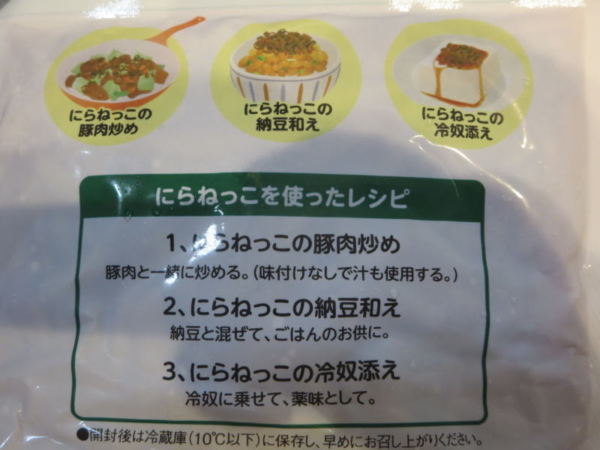 にらねっこの
豚肉炒め
にらねっこの
納豆和え
にらねっこの
冷奴添え
にらねっこを使ったレシピ
1、にらねっこの豚肉炒め
豚肉と一緒に炒める。(味付けなしで汁も使用する。)
2、にらねっこの納豆和え
納豆と混ぜて、ごはんのお供に。
3、にらねっこの冷奴添え
冷奴に乗せて、薬味として。
●開封後は冷蔵庫(10℃以下)に保存し、早めにお召し上がりください。